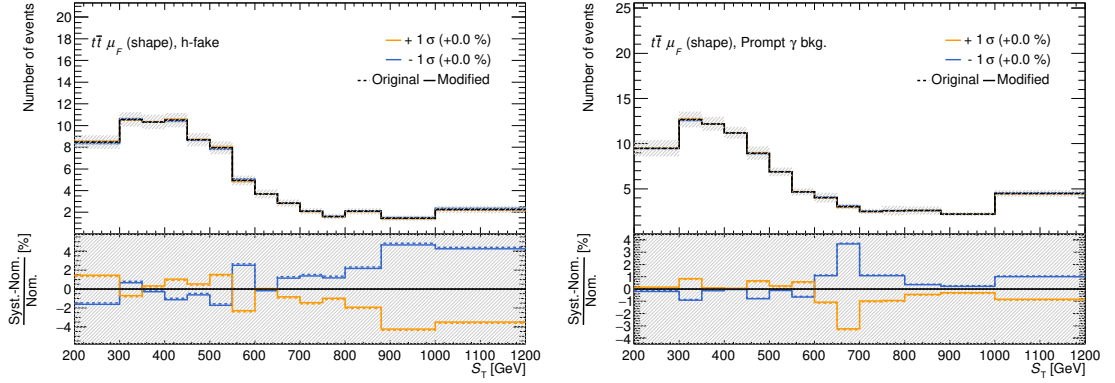 Number of events
20
18
16
14
12
10
8
6
4
2
tt̄ μ_F (shape), h-fake
+ 1 σ (+0.0 %)
- 1 σ (+0.0 %)
Original Modified
Syst.-Nom. [%]
Nom.
4
2
0
−2
−4
200 300 400 500 600 700 800 900 1000 1100 1200
S_T [GeV]
Number of events
25
20
15
10
5
tt̄ μ_F (shape), Prompt γ bkg.
+ 1 σ (+0.0 %)
- 1 σ (+0.0 %)
Original Modified
Syst.-Nom. [%]
Nom.
4
3
2
1
0
−1
−2
−3
−4
200 300 400 500 600 700 800 900 1000 1100 1200
S_T [GeV]